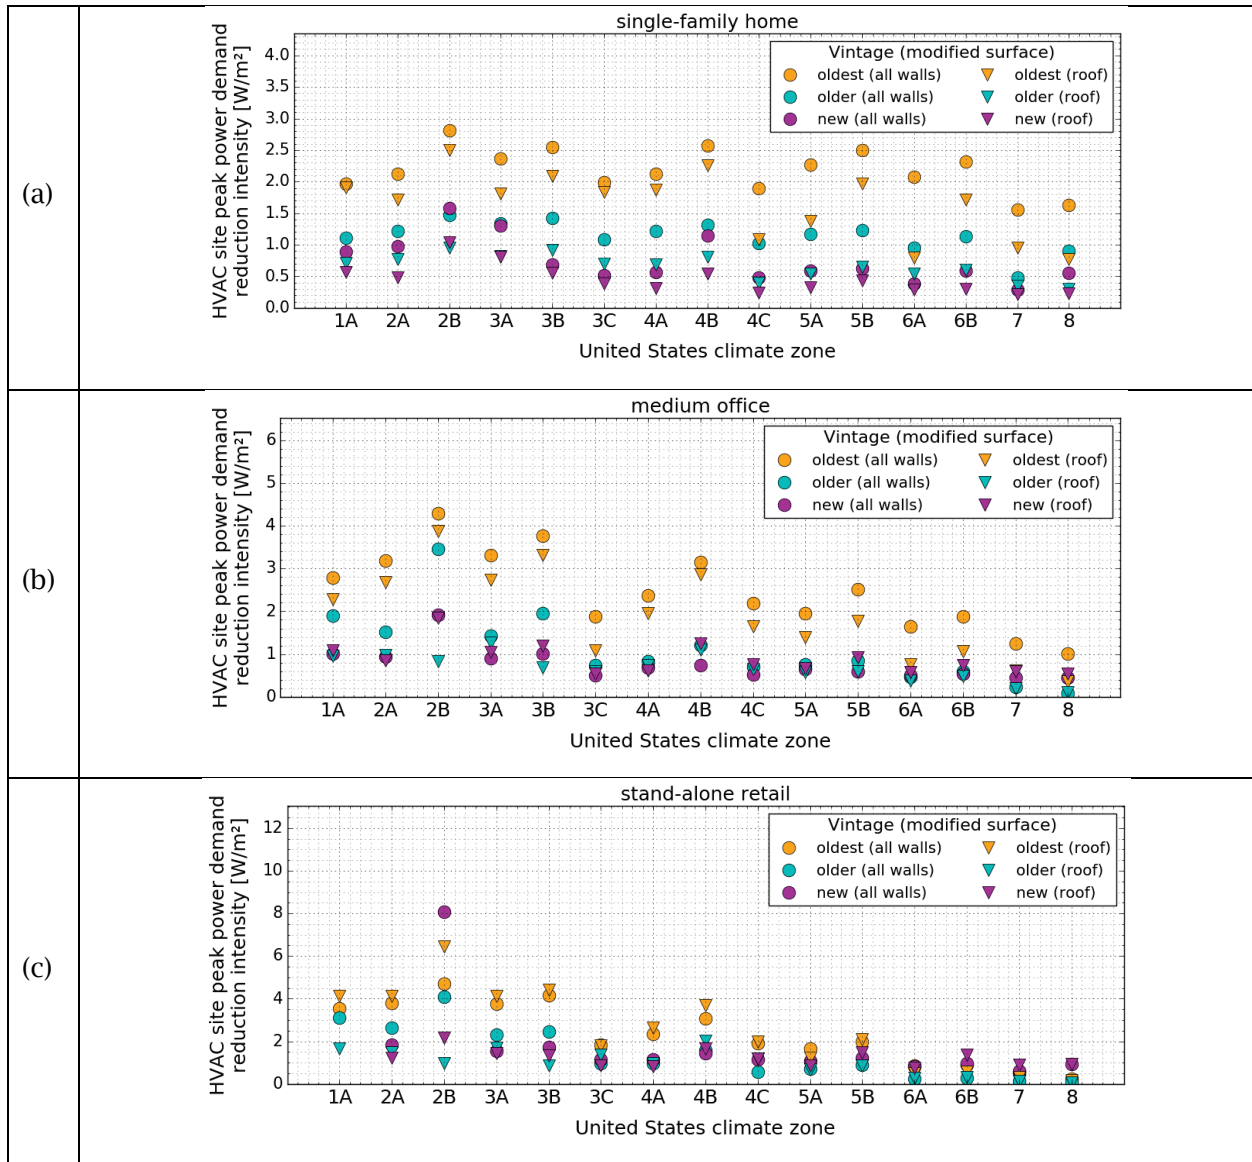 (a)
single-family home
HVAC site peak power demand
reduction intensity [W/m²]
4.0
3.5
3.0
2.5
2.0
1.5
1.0
0.5
0.0
Vintage (modified surface)
oldest (all walls) oldest (roof)
older (all walls) older (roof)
new (all walls) new (roof)
1A 2A 2B 3A 3B 3C 4A 4B 4C 5A 5B 6A 6B 7 8
United States climate zone
(b)
medium office
HVAC site peak power demand
reduction intensity [W/m²]
6
5
4
3
2
1
0
Vintage (modified surface)
oldest (all walls) oldest (roof)
older (all walls) older (roof)
new (all walls) new (roof)
1A 2A 2B 3A 3B 3C 4A 4B 4C 5A 5B 6A 6B 7 8
United States climate zone
(c)
stand-alone retail
HVAC site peak power demand
reduction intensity [W/m²]
12
10
8
6
4
2
0
Vintage (modified surface)
oldest (all walls) oldest (roof)
older (all walls) older (roof)
new (all walls) new (roof)
1A 2A 2B 3A 3B 3C 4A 4B 4C 5A 5B 6A 6B 7 8
United States climate zone